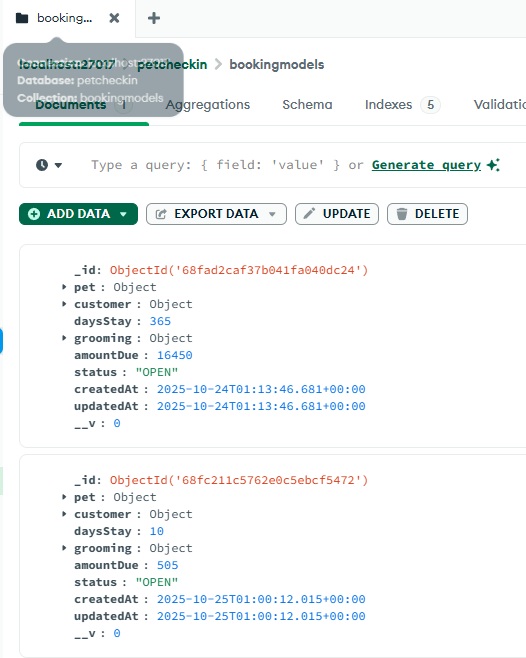 booking...
localhost:27017 > petcheckin > bookingmodels
Database: petcheckin
Collection: bookingmodels
Documents 1 Aggregations Schema Indexes 5 Validatio
Type a query: { field: 'value' } or Generate query
ADD DATA EXPORT DATA UPDATE DELETE
_id: ObjectId('68fad2caf37b041fa040dc24')
pet : Object
customer : Object
daysStay : 365
grooming : Object
amountDue : 16450
status : "OPEN"
createdAt : 2025-10-24T01:13:46.681+00:00
updatedAt : 2025-10-24T01:13:46.681+00:00
__v : 0
_id: ObjectId('68fc211c5762e0c5ebcf5472')
pet : Object
customer : Object
daysStay : 10
grooming : Object
amountDue : 505
status : "OPEN"
createdAt : 2025-10-25T01:00:12.015+00:00
updatedAt : 2025-10-25T01:00:12.015+00:00
__v : 0